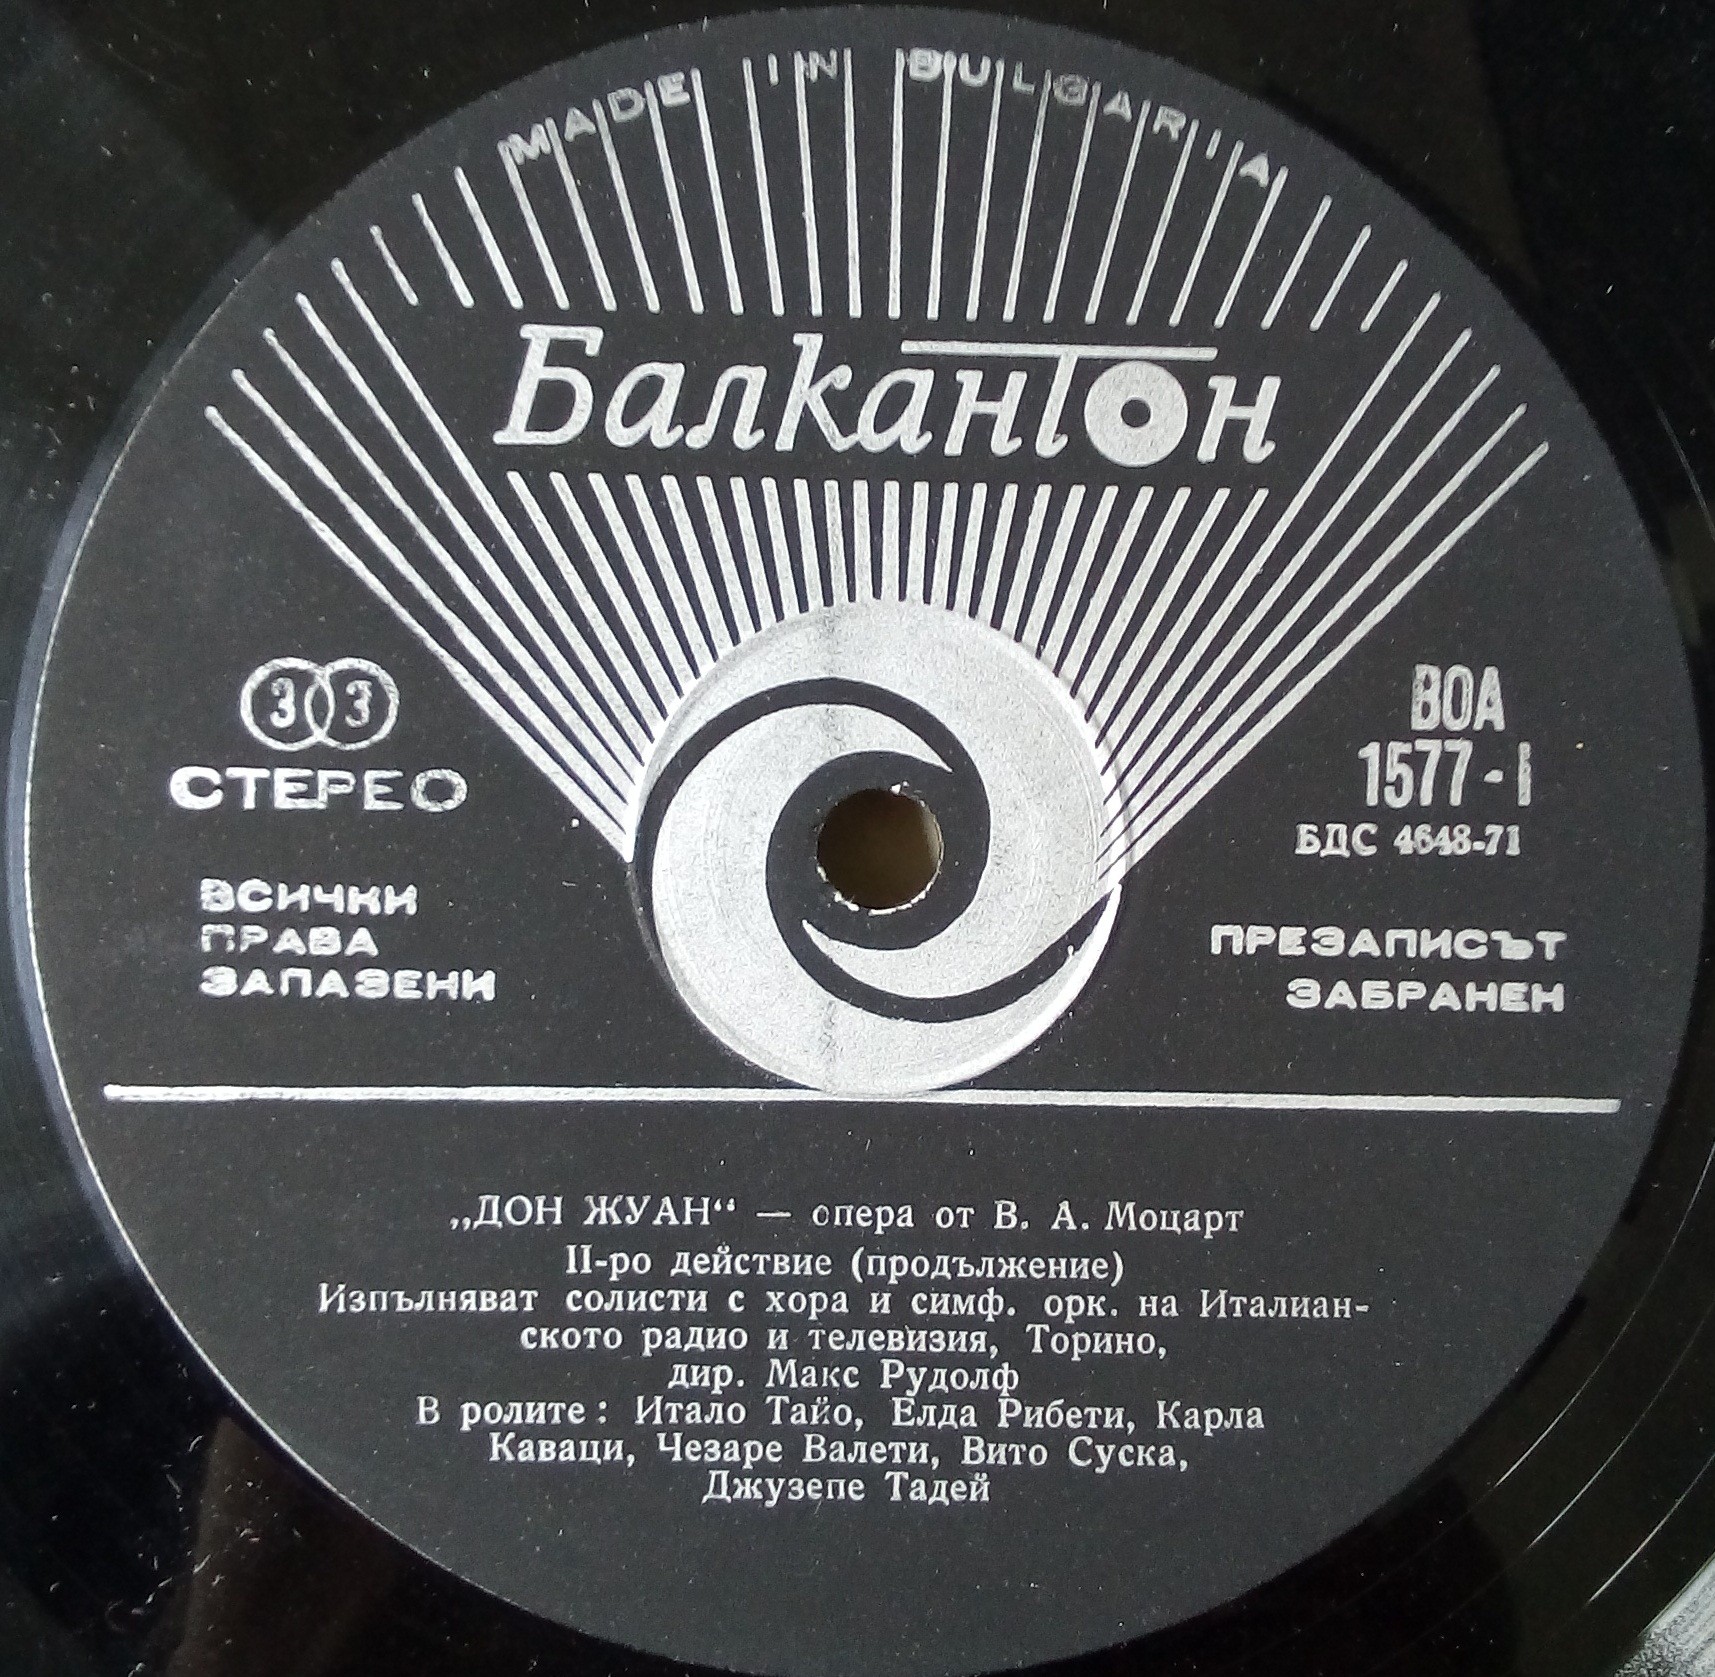 MADE IN BULGARIA
Балкантон
33
СТЕРЕО
ВСИЧКИ
ПРАВА
ЗАПАЗЕНИ
ВОА
1577-I
БДС 4648-71
ПРЕЗАПИСЪТ
ЗАБРАНЕН
„ДОН ЖУАН“ — опера от В. А. Моцарт
II-ро действие (продължение)
Изпълняват солисти с хора и симф. орк. на Италиан-
ското радио и телевизия, Торино,
дир. Макс Рудолф
В ролите: Итало Тайо, Елда Рибети, Карла
Каваци, Чезаре Валети, Вито Суска,
Джузепе Тадей